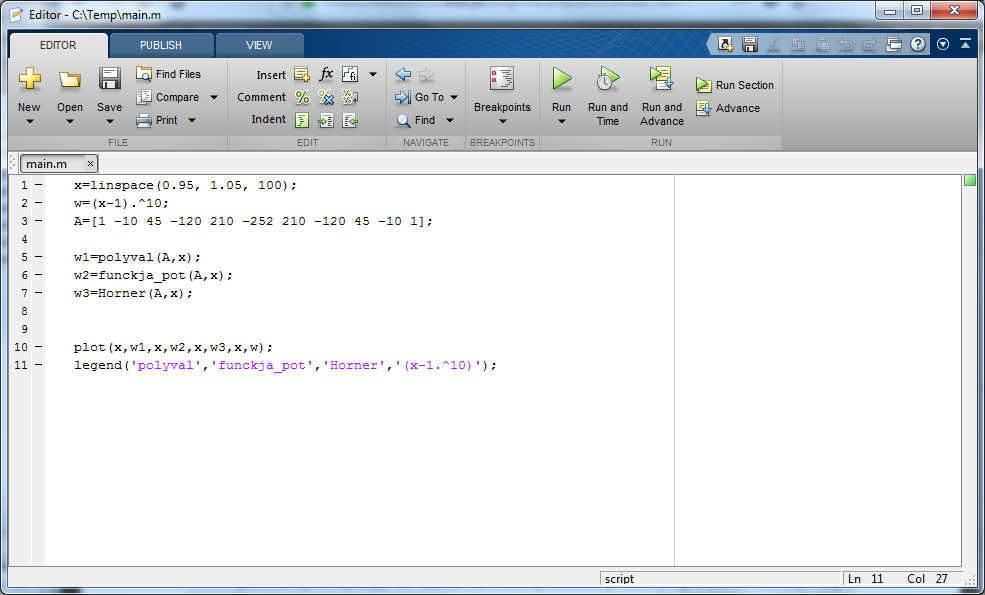 Editor - C:\Temp\main.m
EDITOR PUBLISH VIEW
New
Open
Save
Find Files
Compare
Print
FILE
Insert
Comment
Indent
EDIT
Go To
Find
NAVIGATE
Breakpoints
BREAKPOINTS
Run
Run and
Time
Run and
Advance
Run Section
Advance
RUN
main.m
1 x=linspace(0.95, 1.05, 100);
2 w=(x-1).^10;
3 A=[1 -10 45 -120 210 -252 210 -120 45 -10 1];
4
5 w1=polyval(A,x);
6 w2=funckja_pot(A,x);
7 w3=Horner(A,x);
8
9
10 plot(x,w1,x,w2,x,w3,x,w);
11 legend('polyval','funckja_pot','Horner','(x-1.^10)');
script Ln 11 Col 27